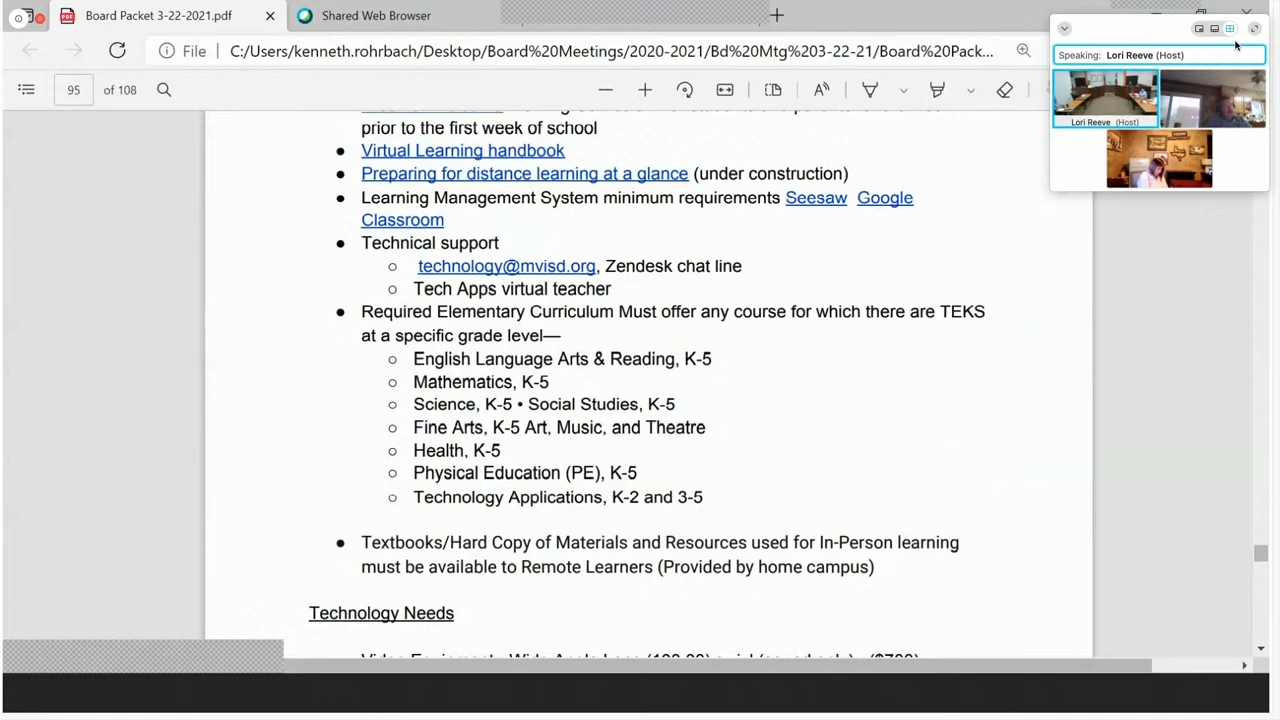 Board Packet 3-22-2021.pdf
Shared Web Browser
File
C:/Users/kenneth.rohrbach/Desktop/Board%20Meetings/2020-2021/Bd%20Mtg%203-22-21/Board%20Pack...
Speaking: Lori Reeve (Host)
Lori Reeve (Host)
95 of 108
prior to the first week of school
● Virtual Learning handbook
● Preparing for distance learning at a glance (under construction)
● Learning Management System minimum requirements Seesaw Google
Classroom
● Technical support
○ technology@mvisd.org, Zendesk chat line
○ Tech Apps virtual teacher
● Required Elementary Curriculum Must offer any course for which there are TEKS
at a specific grade level—
○ English Language Arts & Reading, K-5
○ Mathematics, K-5
○ Science, K-5 • Social Studies, K-5
○ Fine Arts, K-5 Art, Music, and Theatre
○ Health, K-5
○ Physical Education (PE), K-5
○ Technology Applications, K-2 and 3-5
● Textbooks/Hard Copy of Materials and Resources used for In-Person learning
must be available to Remote Learners (Provided by home campus)
Technology Needs